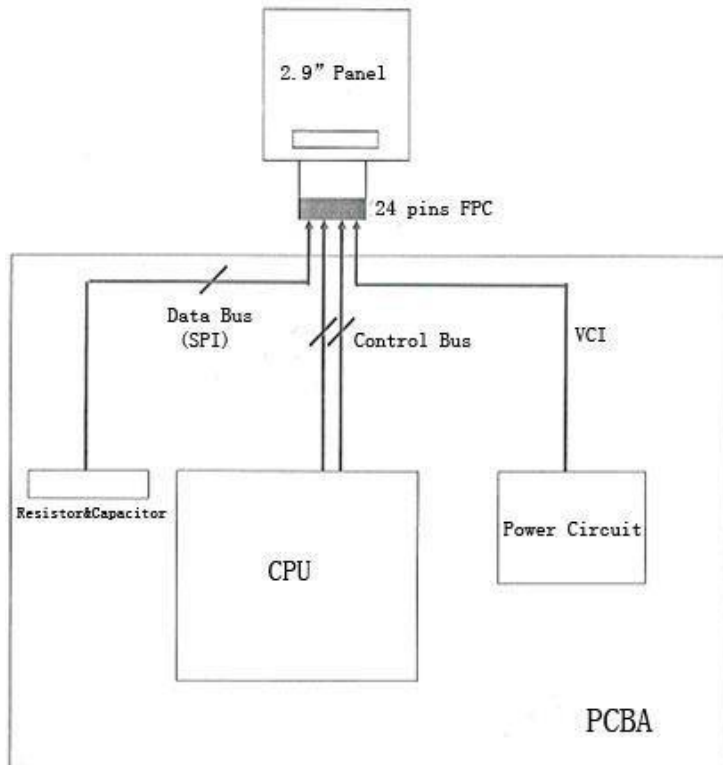 2.9” Panel
24 pins FPC
Data Bus
(SPI)
Control Bus
VCI
Resistor&Capacitor
CPU
Power Circuit
PCBA